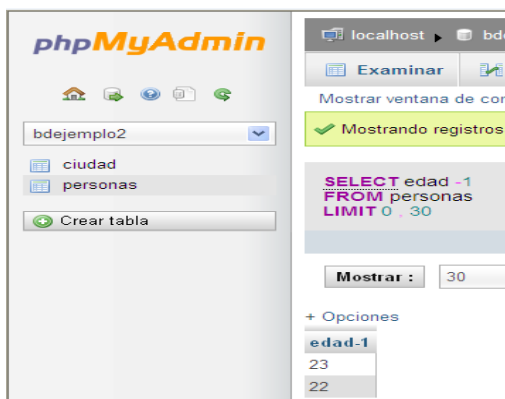 phpMyAdmin
bdejemplo2
ciudad
personas
Crear tabla
localhost
Examinar
Mostrar ventana de
Mostrando registros
SELECT edad -1
FROM personas
LIMIT 0 , 30
Mostrar : 30
+ Opciones
edad-1
23
22